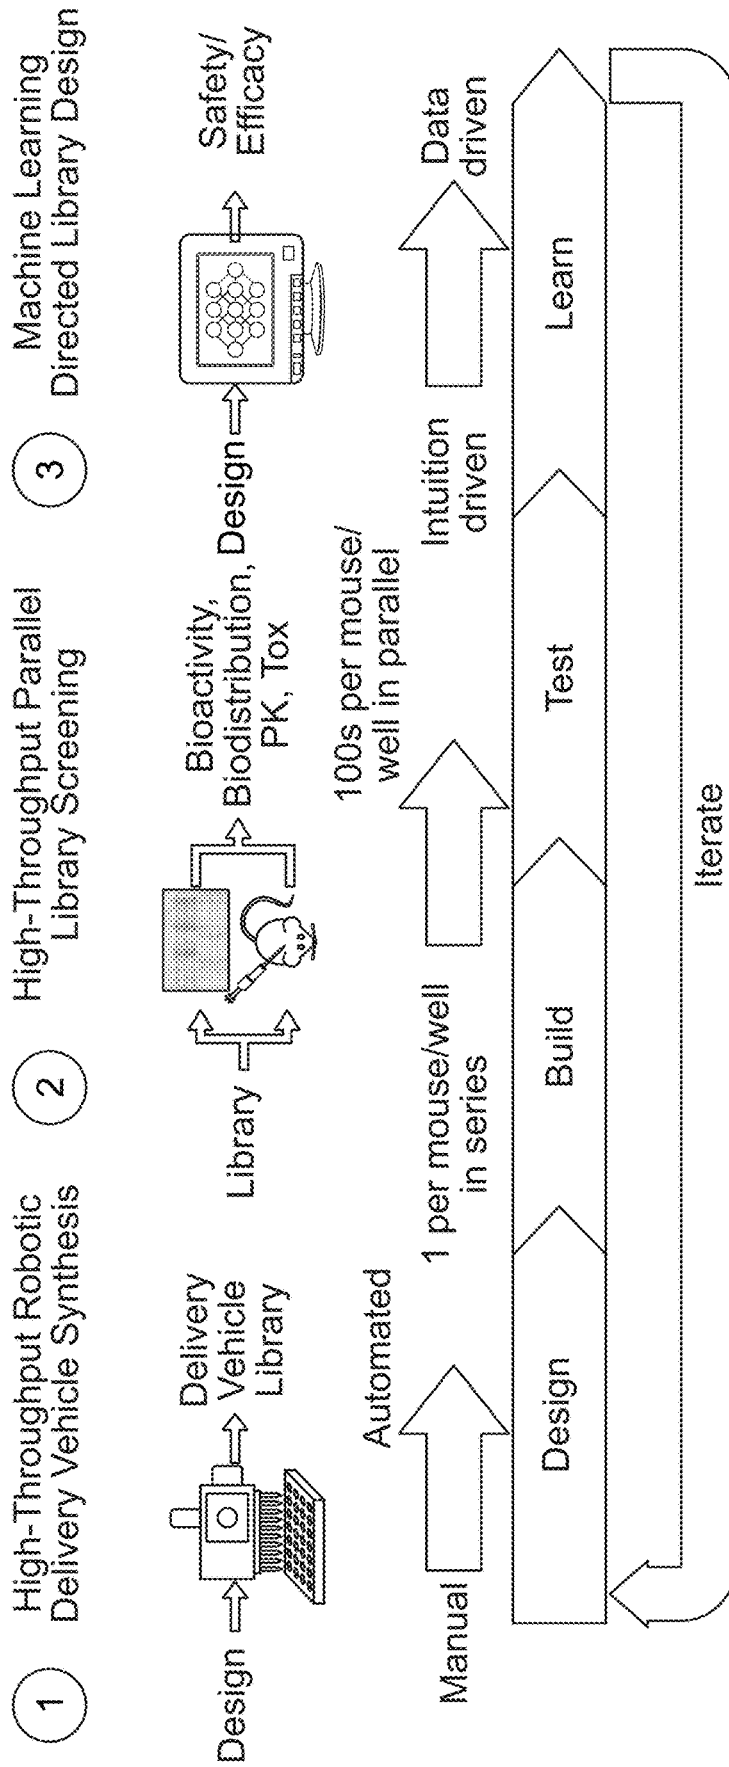 1
High-Throughput Robotic
Delivery Vehicle Synthesis
2
High-Throughput Parallel
Library Screening
3
Machine Learning
Directed Library Design
Design
Delivery
Vehicle
Library
Library
Bioactivity,
Biodistribution,
PK, Tox
Design
Safety/
Efficacy
Manual
Automated
1 per mouse/well
in series
100s per mouse/
well in parallel
Intuition
driven
Data
driven
Design
Build
Test
Learn
Iterate